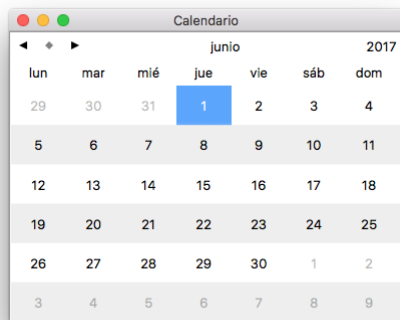 Calendario
junio 2017
lun mar mié jue vie sáb dom
29 30 31 1 2 3 4
5 6 7 8 9 10 11
12 13 14 15 16 17 18
19 20 21 22 23 24 25
26 27 28 29 30 1 2
3 4 5 6 7 8 9